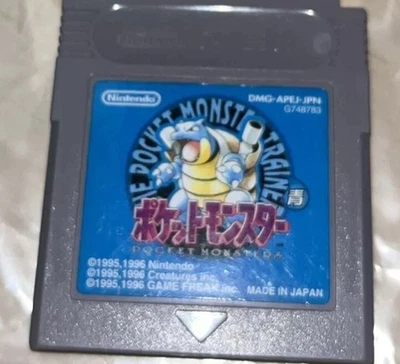 Nintendo
DMG-APEJ-JPN
G748783
THE POCKET MONSTER TRAINER
青
ポケットモンスター
POCKET MONSTERS
©1995,1996 Nintendo
©1995,1996 Creatures inc.
©1995,1996 GAME FREAK inc.
MADE IN JAPAN